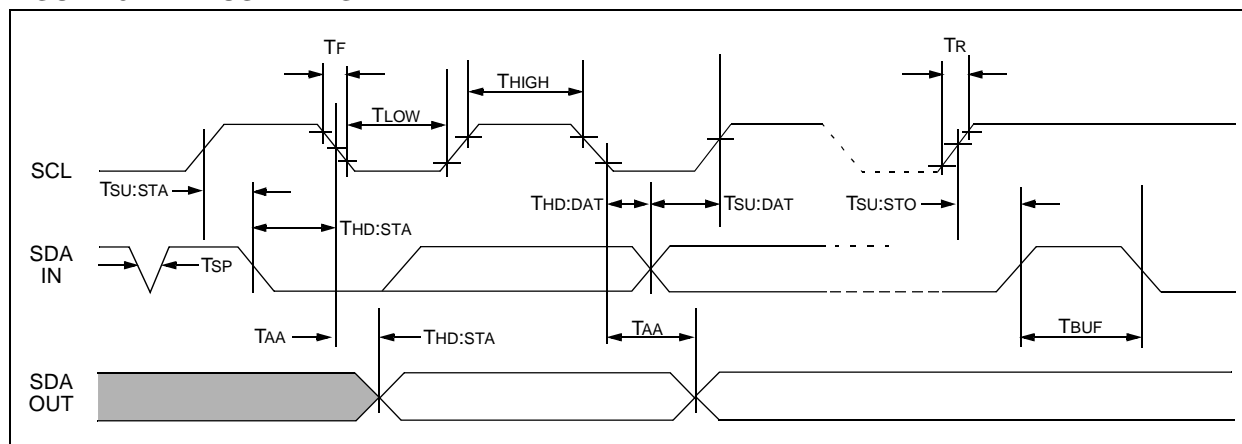 TF
TR
THIGH
TLOW
SCL
TSU:STA
THD:DAT
TSU:DAT
TSU:STO
THD:STA
SDA
IN
TSP
TBUF
TAA
THD:STA
TAA
SDA
OUT